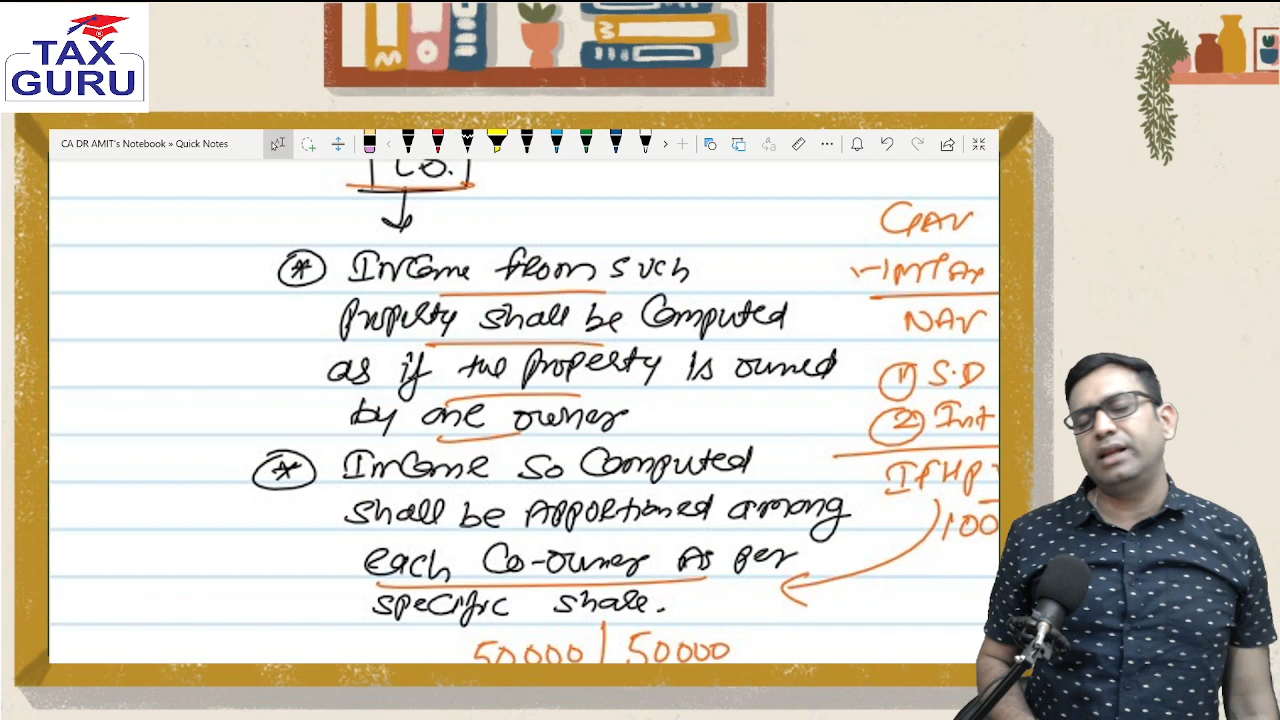 TAX
GURU
CA DR AMIT's Notebook » Quick Notes
L O.
* Income from such
property shall be computed
as if the property is owned
by one owner
* Income so computed
shall be apportioned among
each Co-owner As per
specific share.
50000 | 50000
GAV
NAV
① S.D
② Int
IFHP
100